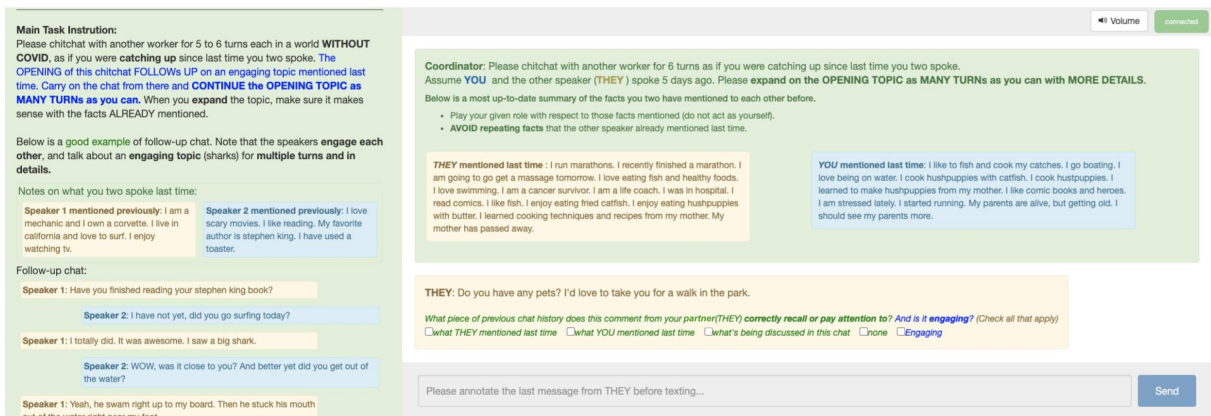 Main Task Instrution:
Please chitchat with another worker for 5 to 6 turns each in a world WITHOUT
COVID, as if you were catching up since last time you two spoke. The
OPENING of this chitchat FOLLOWs UP on an engaging topic mentioned last
time. Carry on the chat from there and CONTINUE the OPENING TOPIC as
MANY TURNs as you can. When you expand the topic, make sure it makes
sense with the facts ALREADY mentioned.
Below is a good example of follow-up chat. Note that the speakers engage each
other, and talk about an engaging topic (sharks) for multiple turns and in
details.
Notes on what you two spoke last time:
Speaker 1 mentioned previously: I am a
mechanic and I own a corvette. I live in
california and love to surf. I enjoy
watching tv.
Speaker 2 mentioned previously: I love
scary movies. I like reading. My favorite
author is stephen king. I have used a
toaster.
Follow-up chat:
Speaker 1: Have you finished reading your stephen king book?
Speaker 2: I have not yet, did you go surfing today?
Speaker 1: I totally did. It was awesome. I saw a big shark.
Speaker 2: WOW, was it close to you? And better yet did you get out of
the water?
Speaker 1: Yeah, he swam right up to my board. Then he stuck his mouth
out of the water right near my foot
Volume
connected
Coordinator: Please chitchat with another worker for 6 turns as if you were catching up since last time you two spoke.
Assume YOU and the other speaker (THEY ) spoke 5 days ago. Please expand on the OPENING TOPIC as MANY TURNs as you can with MORE DETAILS.
Below is a most up-to-date summary of the facts you two have mentioned to each other before.
• Play your given role with respect to those facts mentioned (do not act as yourself).
• AVOID repeating facts that the other speaker already mentioned last time.
THEY mentioned last time : I run marathons. I recently finished a marathon. I
am going to go get a massage tomorrow. I love eating fish and healthy foods.
I love swimming. I am a cancer survivor. I am a life coach. I was in hospital. I
read comics. I like fish. I enjoy eating fried catfish. I enjoy eating hushpuppies
with butter. I learned cooking techniques and recipes from my mother. My
mother has passed away.
YOU mentioned last time: I like to fish and cook my catches. I go boating. I
love being on water. I cook hushpuppies with catfish. I cook hustpuppies. I
learned to make hushpuppies from my mother. I like comic books and heroes.
I am stressed lately. I started running. My parents are alive, but getting old. I
should see my parents more.
THEY: Do you have any pets? I'd love to take you for a walk in the park.
What piece of previous chat history does this comment from your partner(THEY) correctly recall or pay attention to? And is it engaging? (Check all that apply)
what THEY mentioned last time what YOU mentioned last time what's being discussed in this chat none Engaging
Please annotate the last message from THEY before texting...
Send